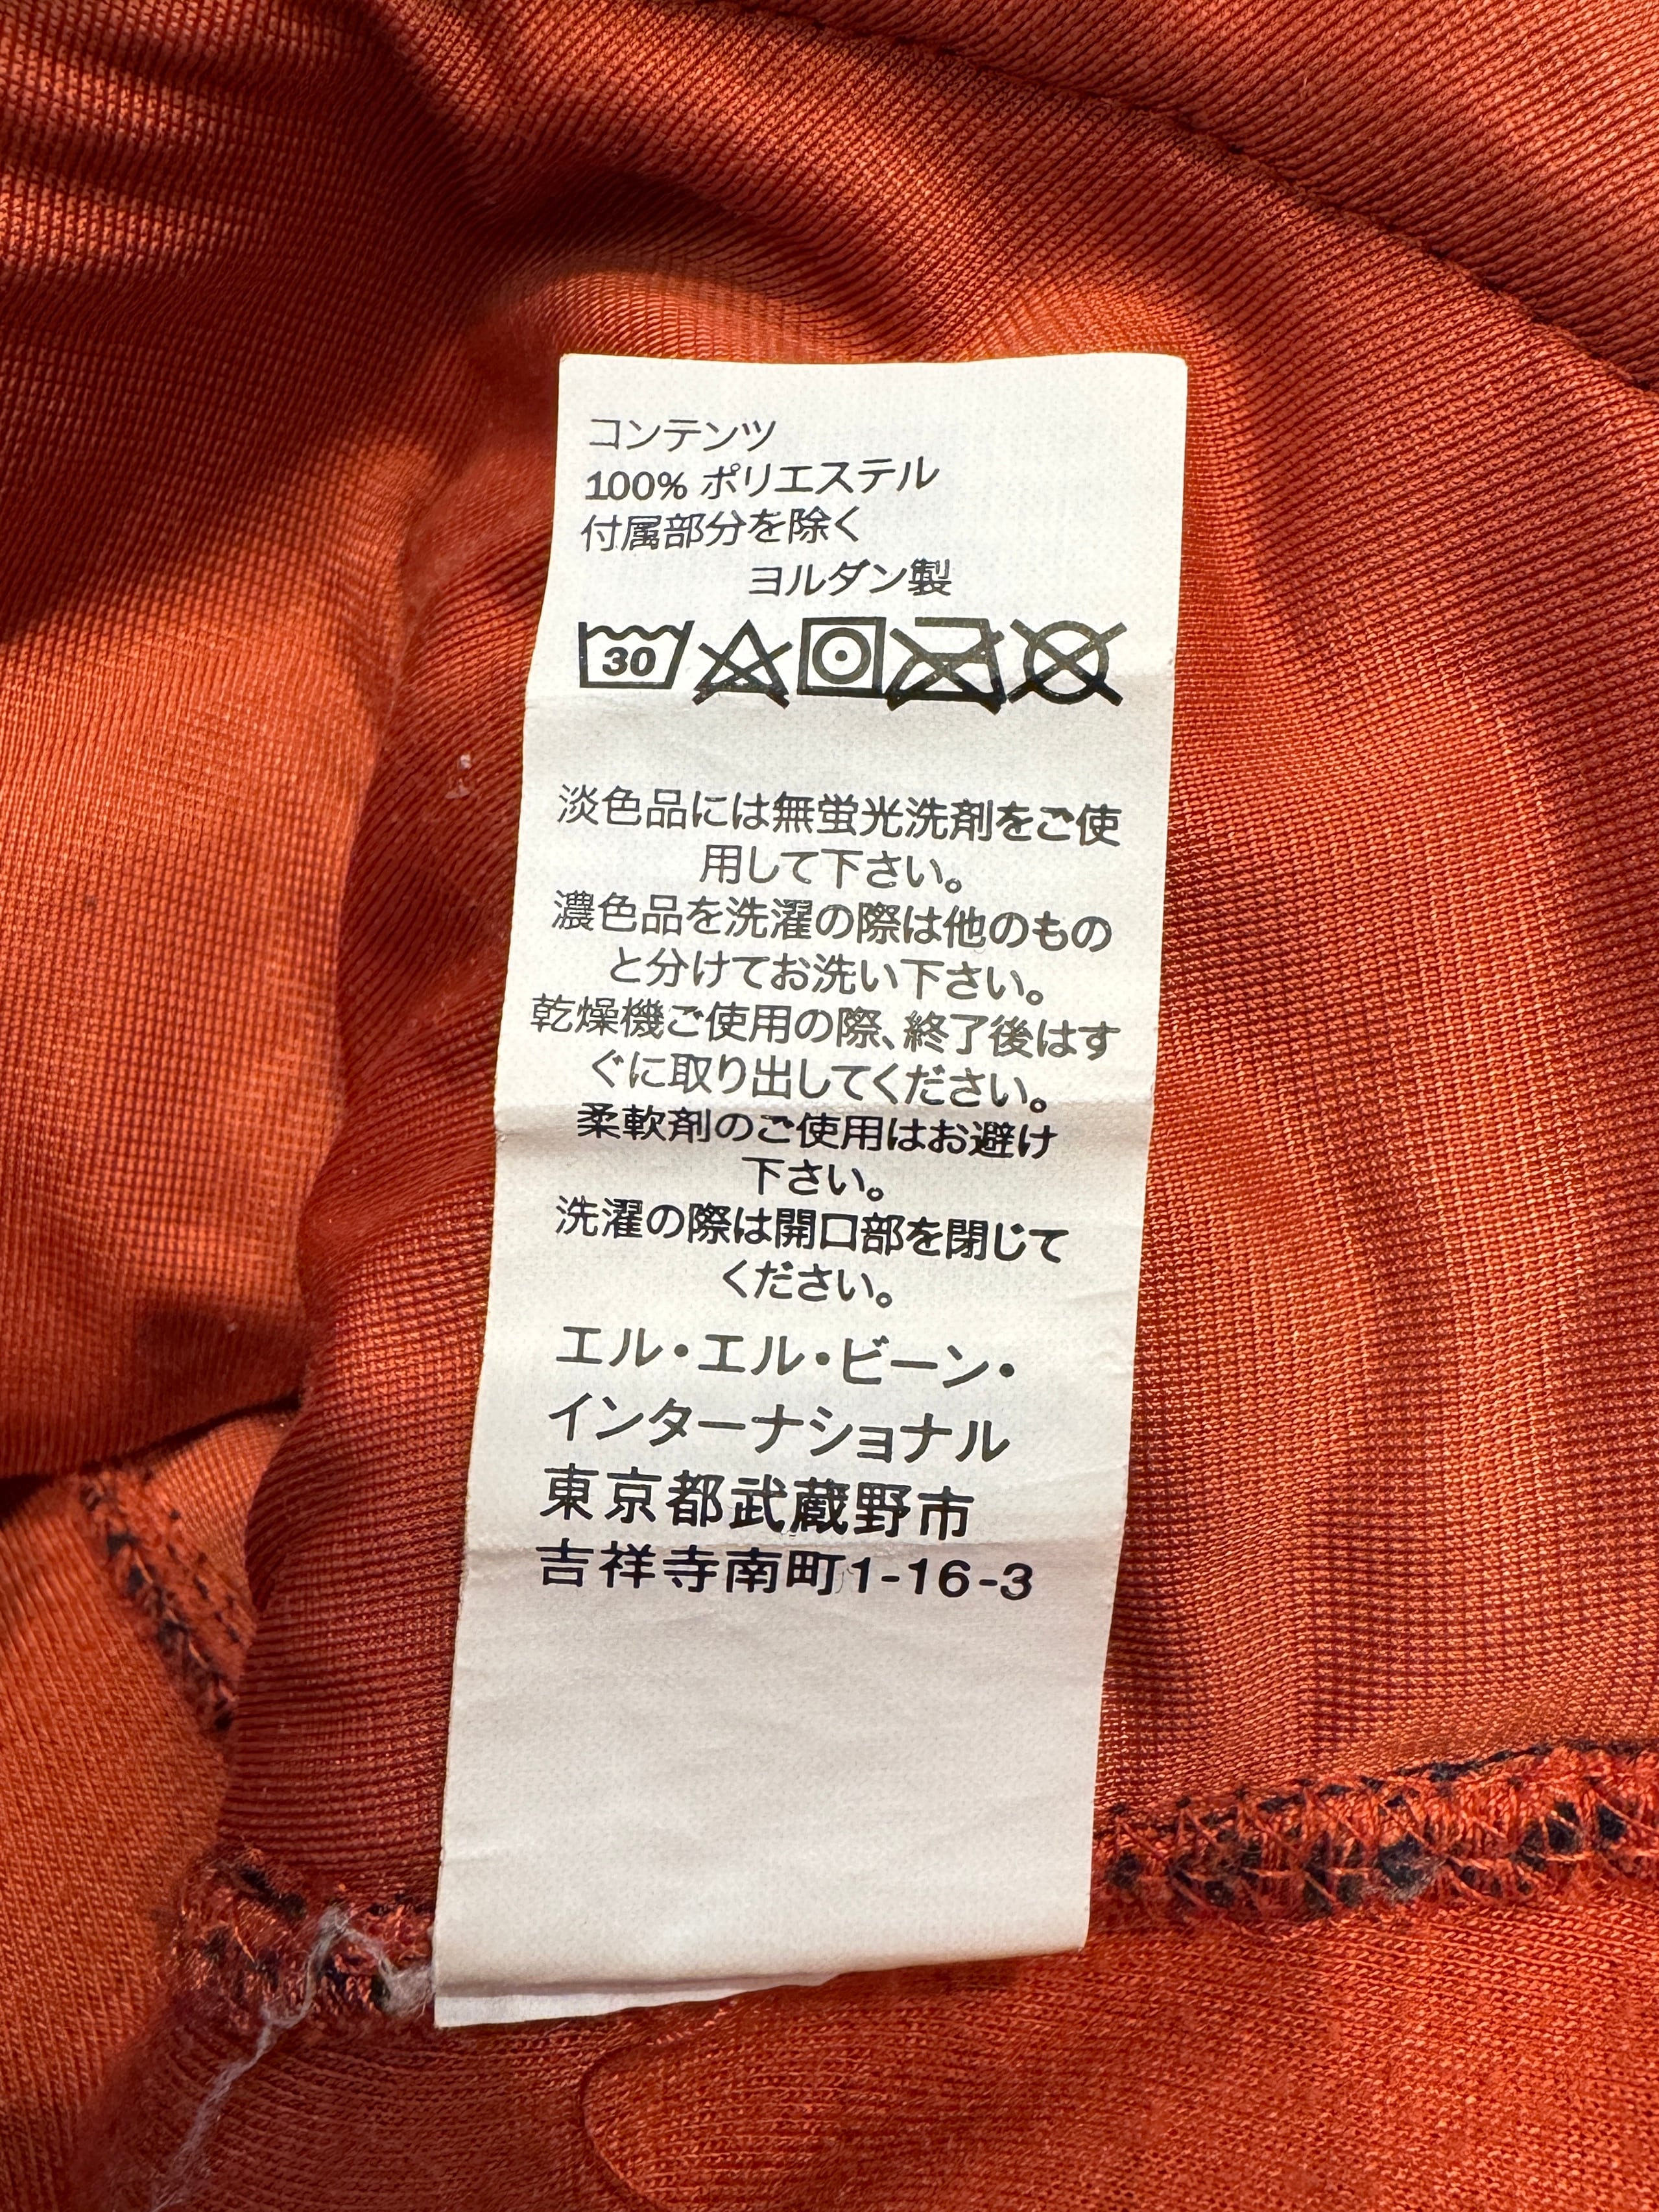 コンテンツ
100% ポリエステル
付属部分を除く
ヨルダン製
30
淡色品には無蛍光洗剤をご使
用して下さい。
濃色品を洗濯の際は他のもの
と分けてお洗い下さい。
乾燥機ご使用の際、終了後はす
ぐに取り出してください。
柔軟剤のご使用はお避け
下さい。
洗濯の際は開口部を閉じて
ください。
エル・エル・ビーン・
インターナショナル
東京都武蔵野市
吉祥寺南町1-16-3